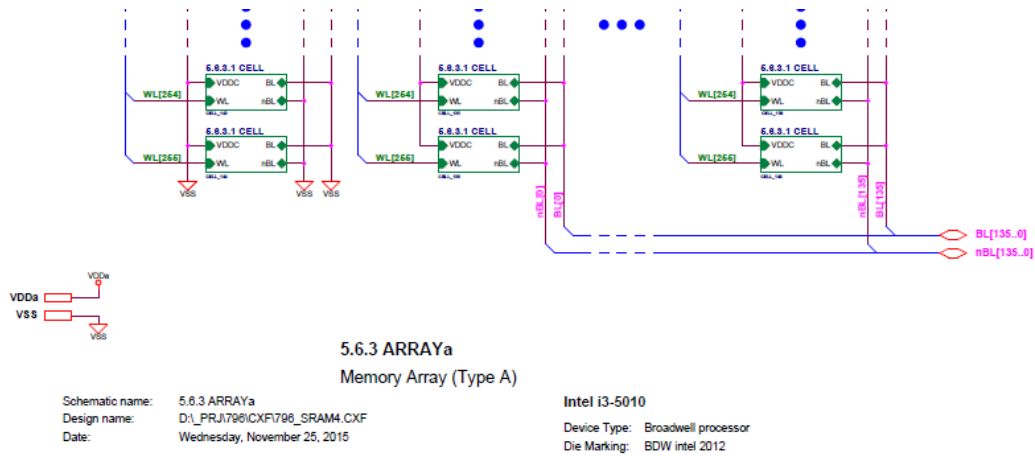 5.6.3.1 CELL 5.6.3.1 CELL 5.6.3.1 CELL
VDDC BL VDDC BL VDDC BL
WL[254] WL nBL WL[254] WL nBL WL[254] WL nBL
5.6.3.1 CELL 5.6.3.1 CELL 5.6.3.1 CELL
VDDC BL VDDC BL VDDC BL
WL[255] WL nBL WL[255] WL nBL WL[255] WL nBL
VSS VSS VSS
nBL[0] BL[0] nBL[135] BL[135]
BL[135..0]
nBL[135..0]
VDDa
VDDa
VSS
VSS
5.6.3 ARRAYa
Memory Array (Type A)
Schematic name: 5.6.3 ARRAYa
Design name: D:\_PRJ\796\CXF\796_SRAM4.CXF
Date: Wednesday, November 25, 2015
Intel i3-5010
Device Type: Broadwell processor
Die Marking: BDW intel 2012